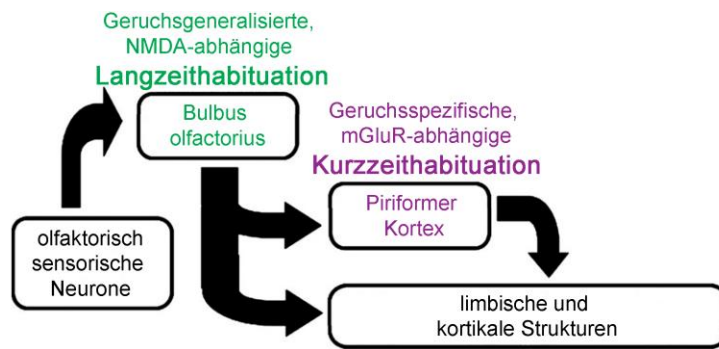 Geruchsgeneralisierte,
NMDA-abhängige
Langzeithabituation
Bulbus
olfactorius
Geruchsspezifische,
mGluR-abhängige
Kurzzeithabituation
Piriformer
Kortex
olfaktorisch
sensorische
Neurone
limbische und
kortikale Strukturen